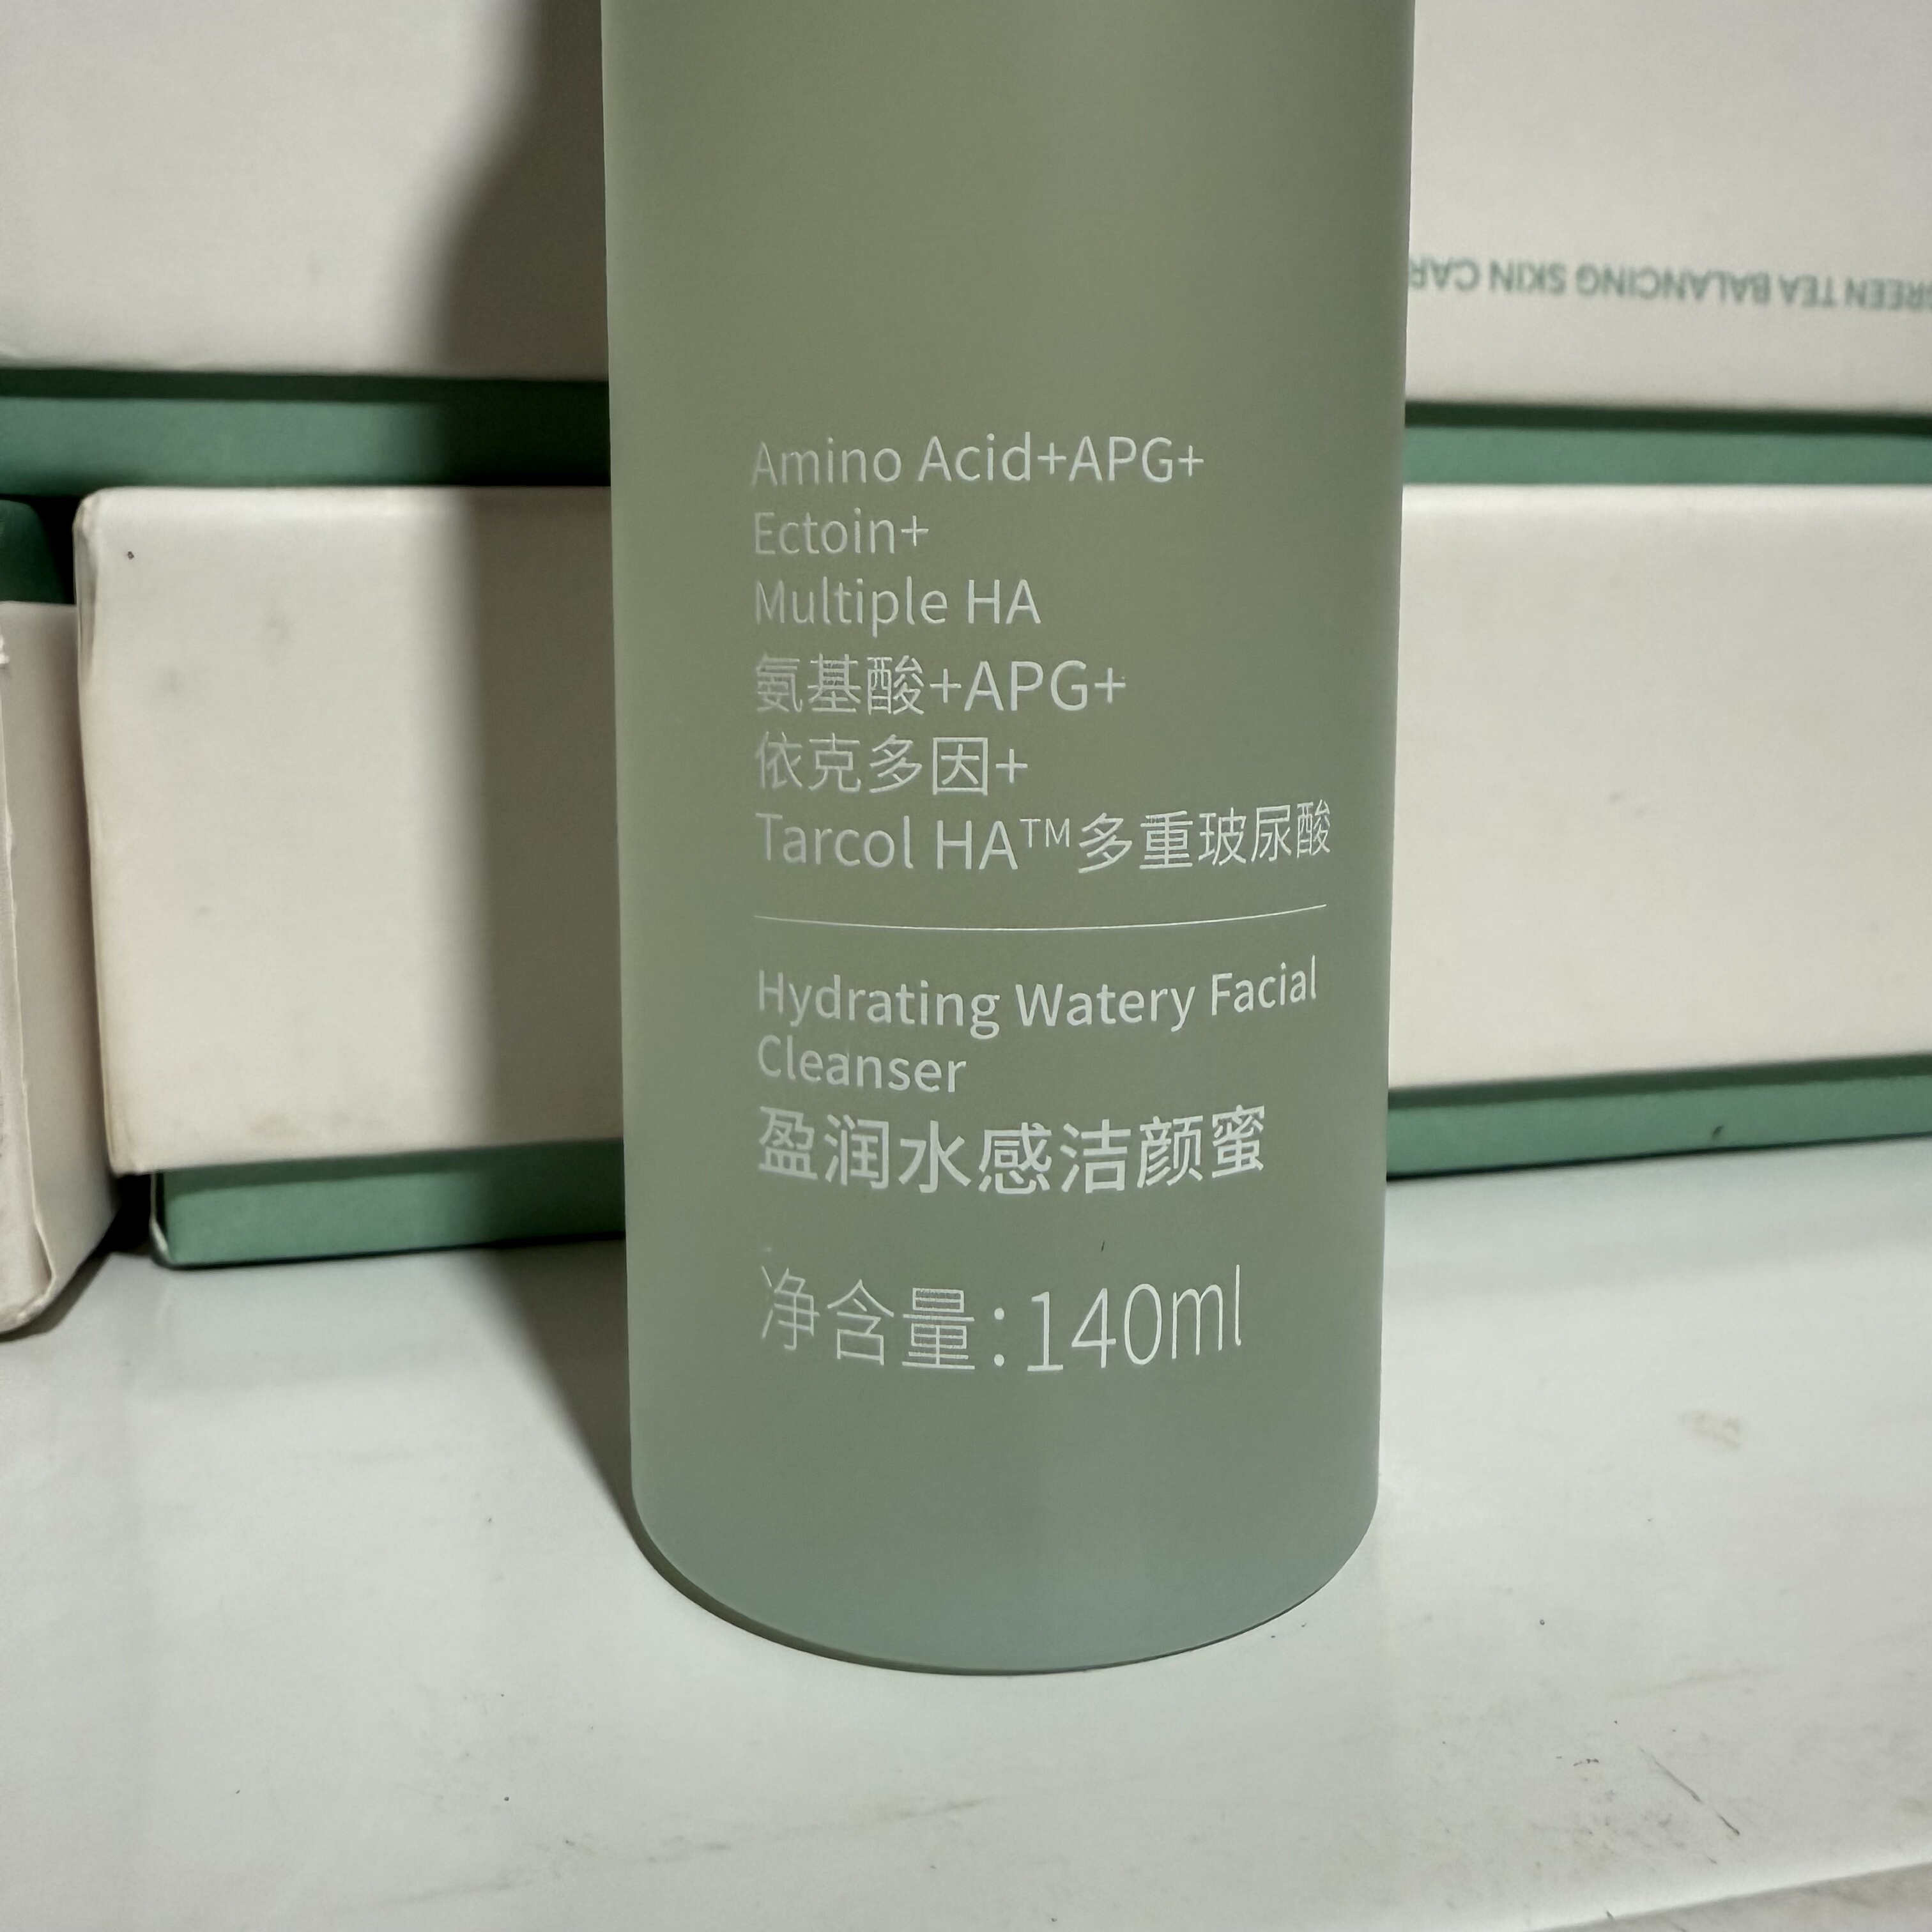 GREEN TEA BALANCING SKIN CAR
Amino Acid+APG+
Ectoin+
Multiple HA
氨基酸+APG+
依克多因+
Tarcol HA™多重玻尿酸
Hydrating Watery Facial
Cleanser
盈润水感洁颜蜜
净含量:140ml